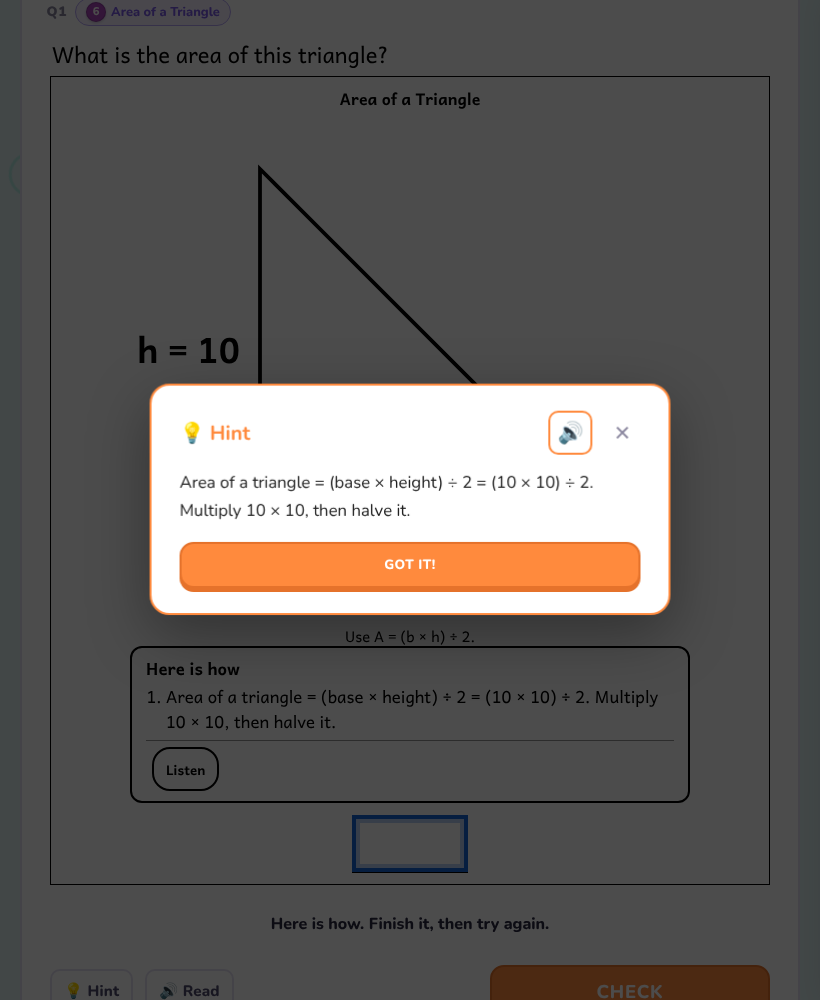 Q1 6 Area of a Triangle
What is the area of this triangle?
Area of a Triangle
h = 10
💡 Hint 🔊 ✕
Area of a triangle = (base × height) ÷ 2 = (10 × 10) ÷ 2.
Multiply 10 × 10, then halve it.
GOT IT!
Use A = (b × h) ÷ 2.
Here is how
1. Area of a triangle = (base × height) ÷ 2 = (10 × 10) ÷ 2. Multiply
10 × 10, then halve it.
Listen
Here is how. Finish it, then try again.
💡 Hint 🔊 Read CHECK